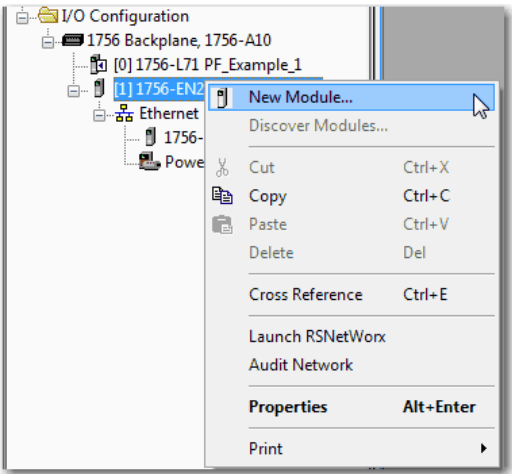 I/O Configuration
1756 Backplane, 1756-A10
[0] 1756-L71 PF_Example_1
[1] 1756-EN2
New Module...
Ethernet
Discover Modules...
1756-
Powe
Cut Ctrl+X
Copy Ctrl+C
Paste Ctrl+V
Delete Del
Cross Reference Ctrl+E
Launch RSNetWorx
Audit Network
Properties Alt+Enter
Print